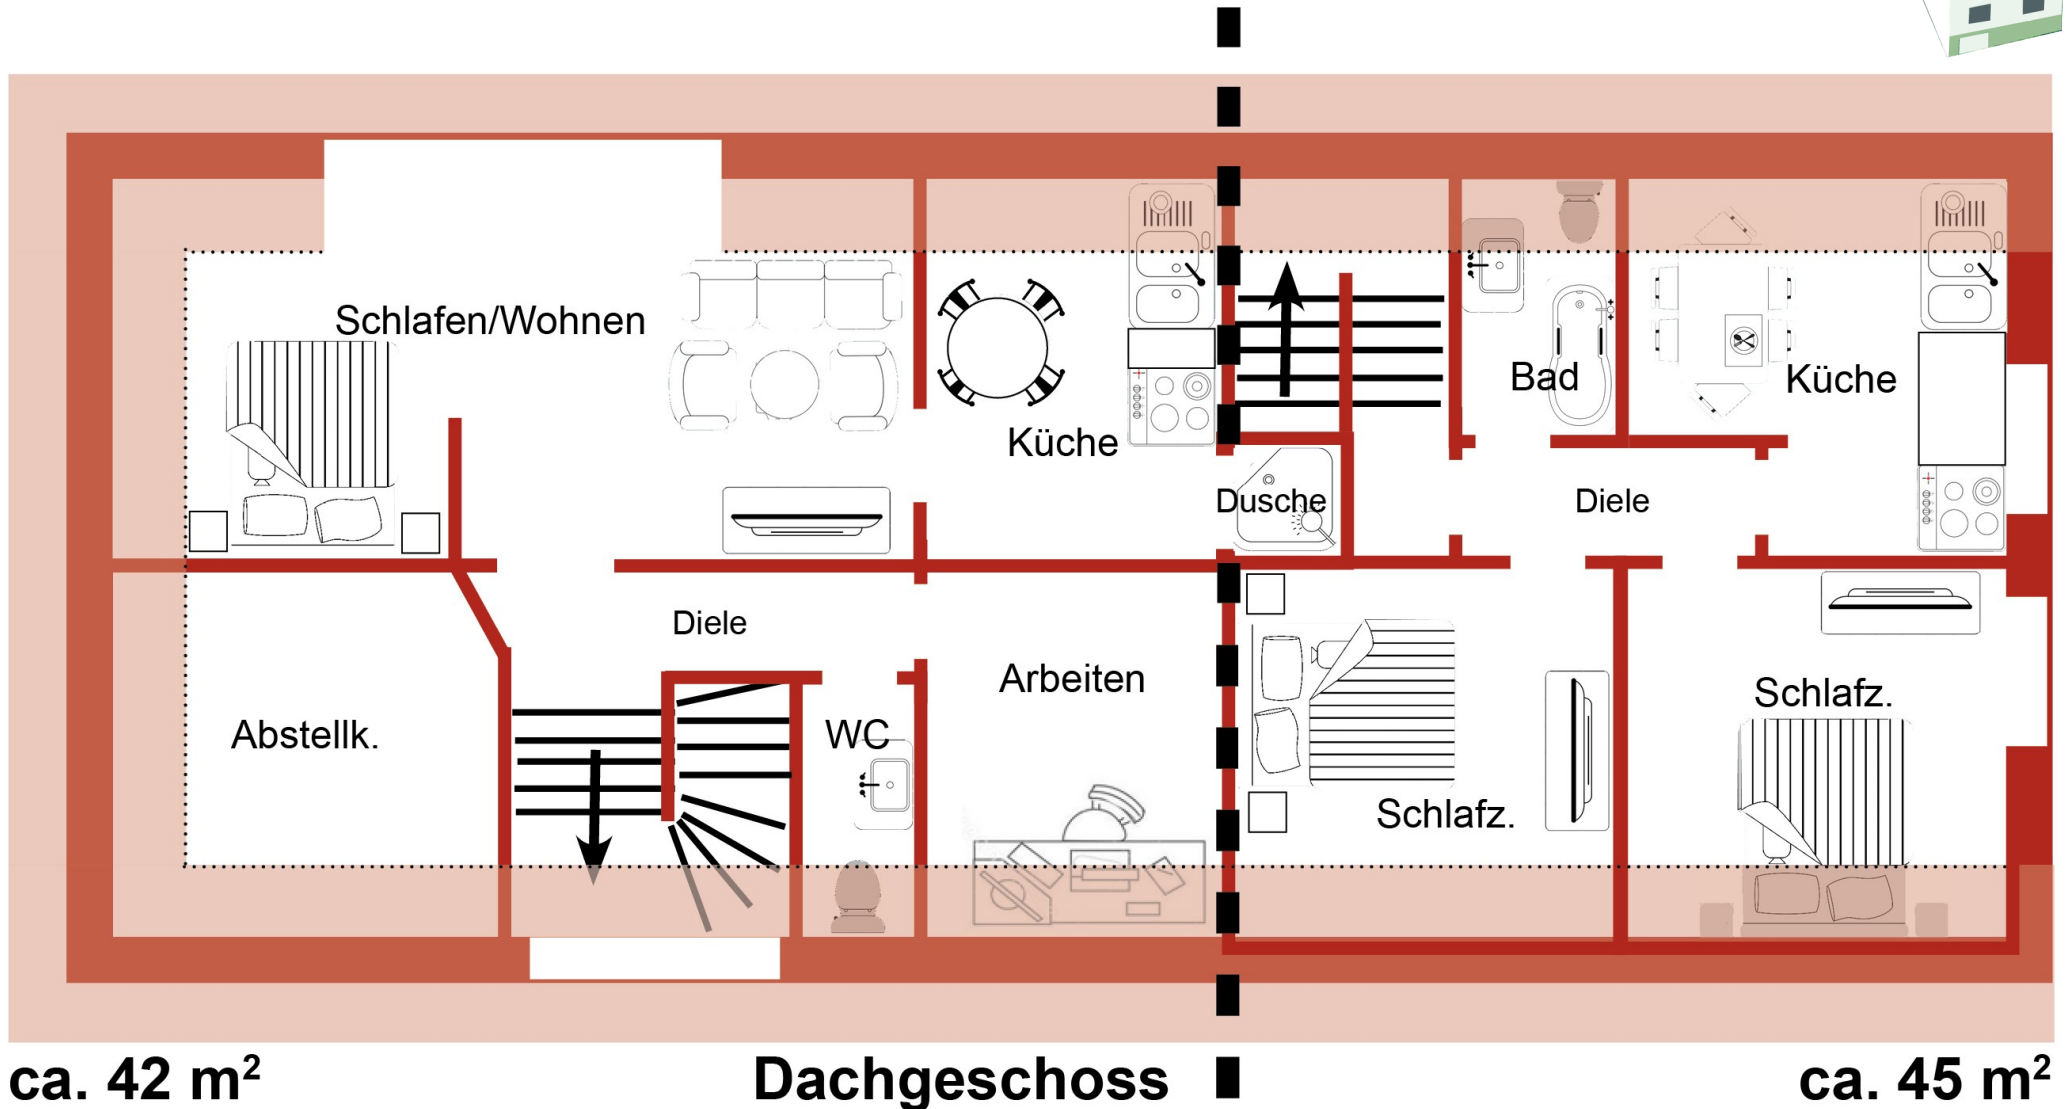 Schlafen/Wohnen
Küche
Bad
Küche
Dusche
Diele
Diele
Arbeiten
Abstellk.
WC
Schlafz.
Schlafz.
ca. 42 m²
Dachgeschoss
ca. 45 m²